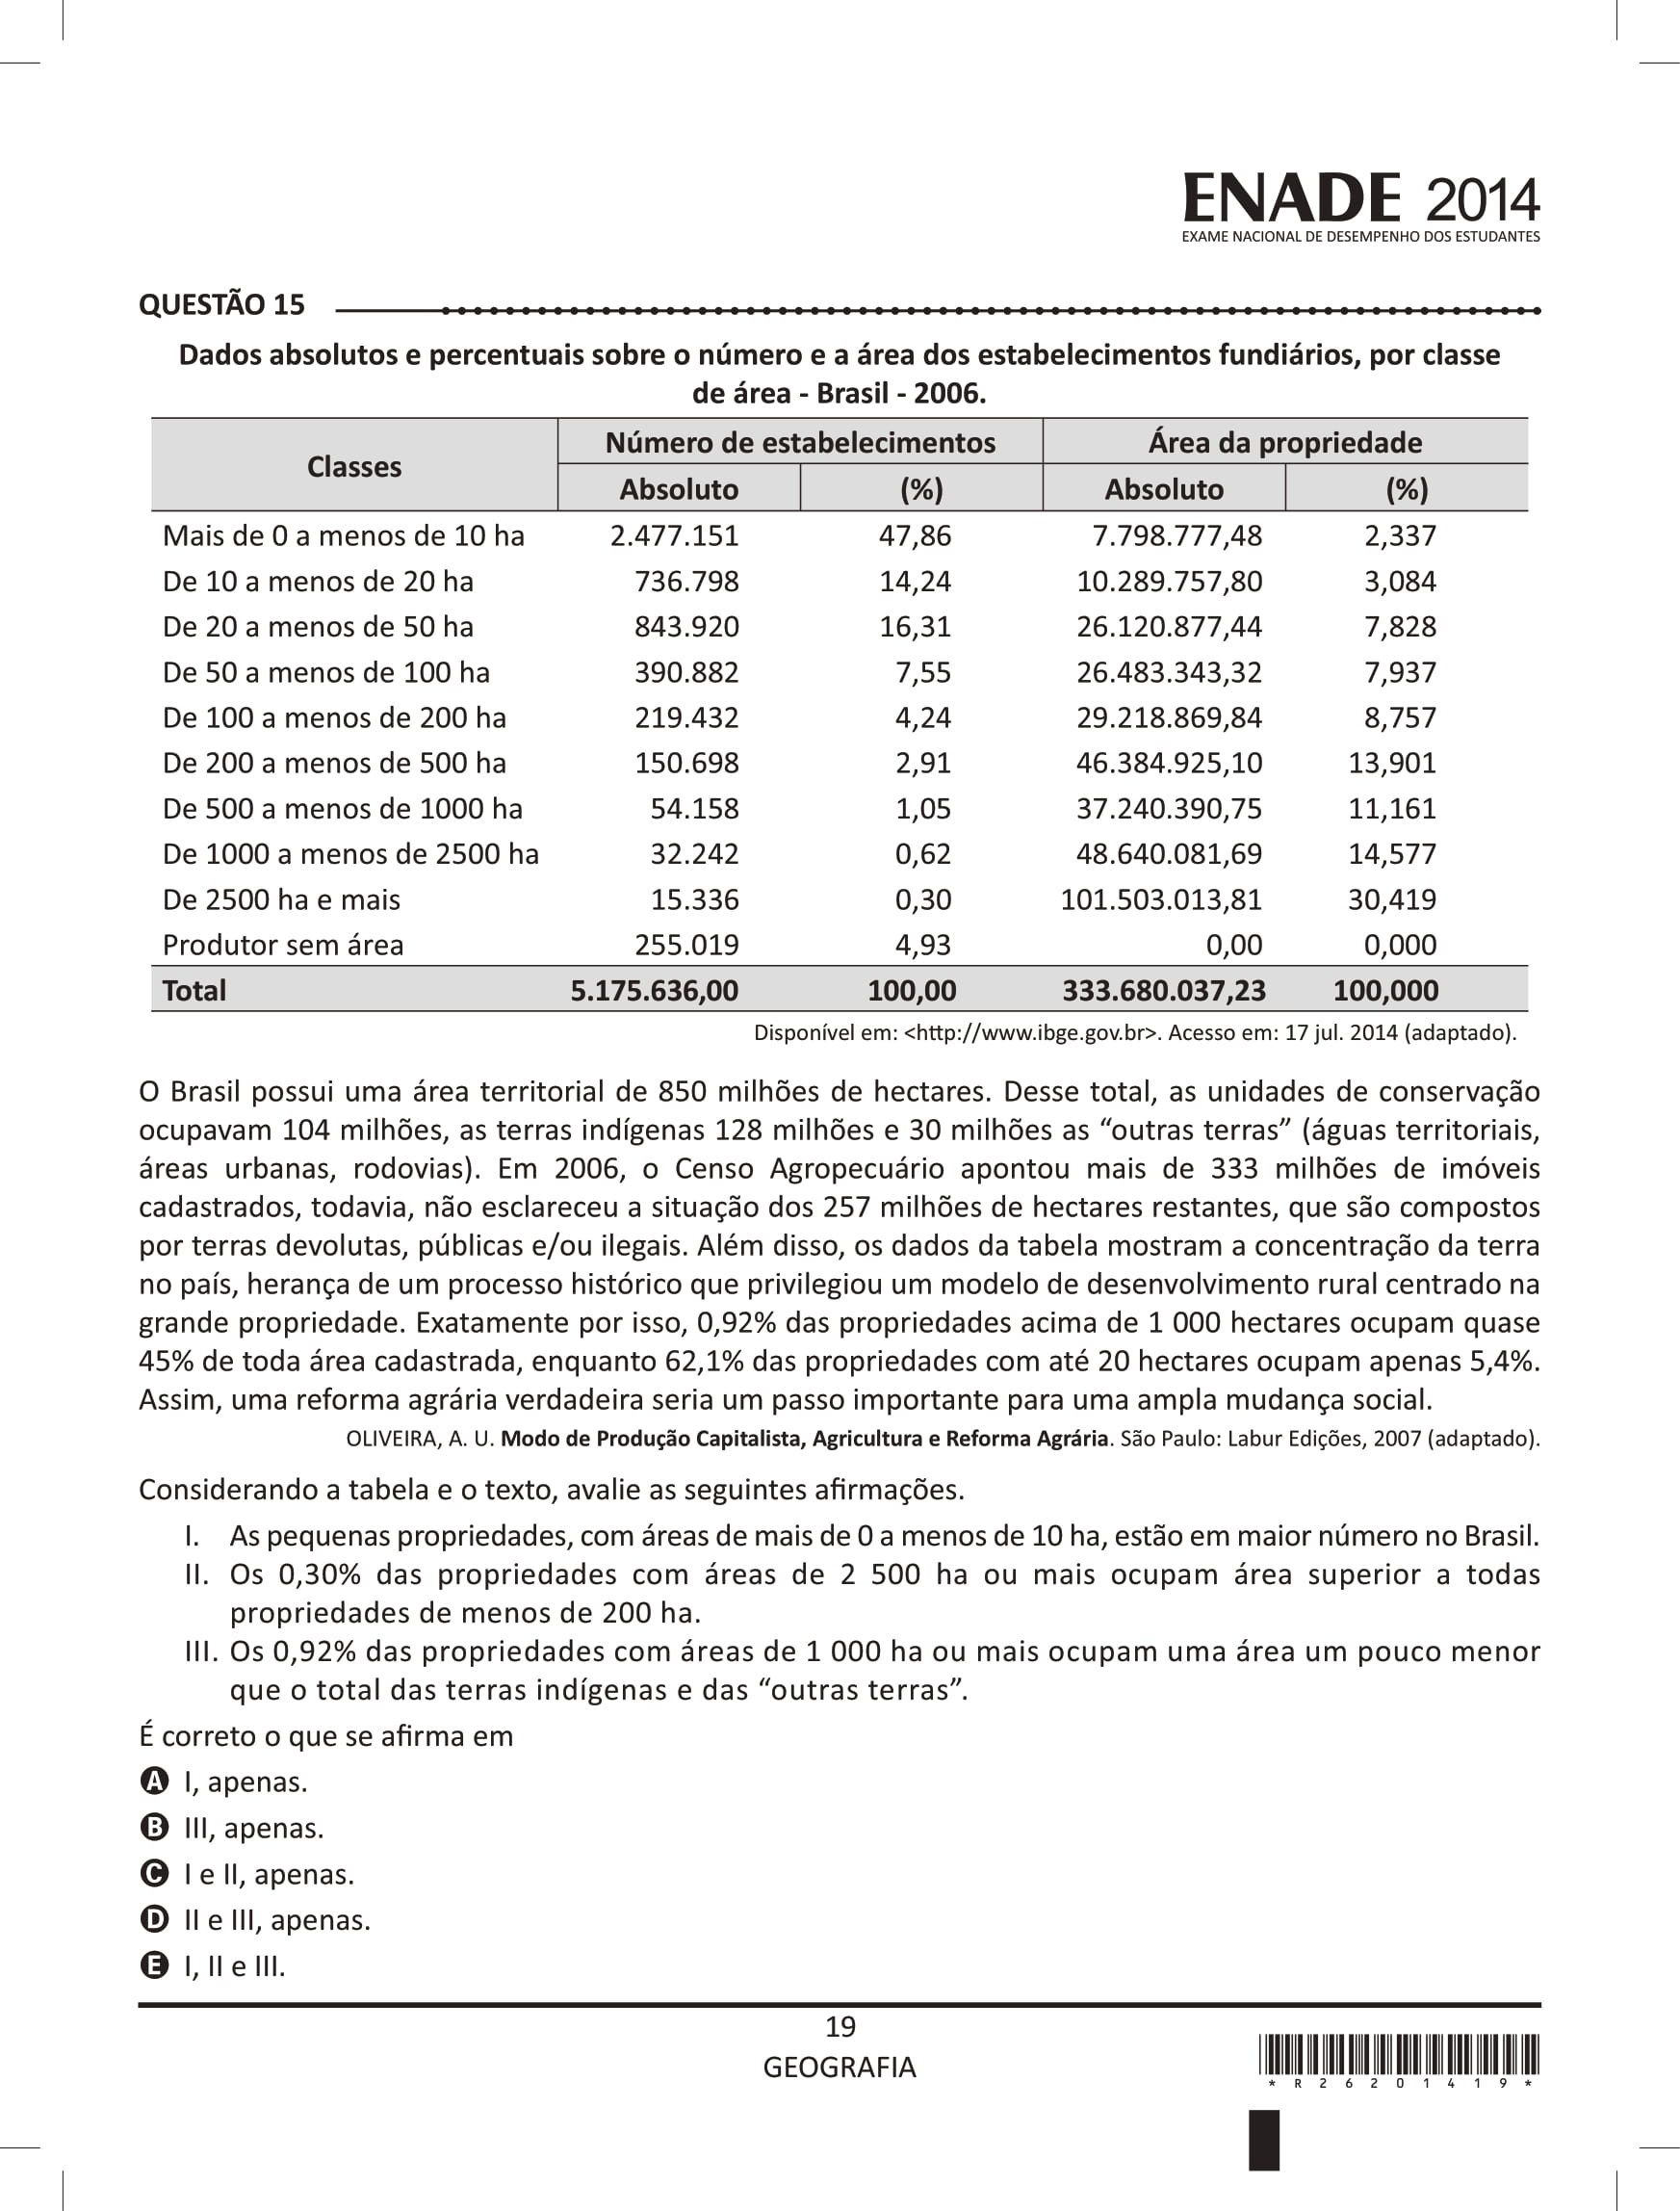 ENADE 2014
EXAME NACIONAL DE DESEMPENHO DOS ESTUDANTES
QUESTÃO 15
Dados absolutos e percentuais sobre o número e a área dos estabelecimentos fundiários, por classe
de área - Brasil - 2006.
Classes Número de estabelecimentos Área da propriedade
Absoluto (%) Absoluto (%)
Mais de 0 a menos de 10 ha 2.477.151 47,86 7.798.777,48 2,337
De 10 a menos de 20 ha 736.798 14,24 10.289.757,80 3,084
De 20 a menos de 50 ha 843.920 16,31 26.120.877,44 7,828
De 50 a menos de 100 ha 390.882 7,55 26.483.343,32 7,937
De 100 a menos de 200 ha 219.432 4,24 29.218.869,84 8,757
De 200 a menos de 500 ha 150.698 2,91 46.384.925,10 13,901
De 500 a menos de 1000 ha 54.158 1,05 37.240.390,75 11,161
De 1000 a menos de 2500 ha 32.242 0,62 48.640.081,69 14,577
De 2500 ha e mais 15.336 0,30 101.503.013,81 30,419
Produtor sem área 255.019 4,93 0,00 0,000
Total 5.175.636,00 100,00 333.680.037,23 100,000
Disponível em: <http://www.ibge.gov.br>. Acesso em: 17 jul. 2014 (adaptado).
O Brasil possui uma área territorial de 850 milhões de hectares. Desse total, as unidades de conservação
ocupavam 104 milhões, as terras indígenas 128 milhões e 30 milhões as “outras terras” (águas territoriais,
áreas urbanas, rodovias). Em 2006, o Censo Agropecuário apontou mais de 333 milhões de imóveis
cadastrados, todavia, não esclareceu a situação dos 257 milhões de hectares restantes, que são compostos
por terras devolutas, públicas e/ou ilegais. Além disso, os dados da tabela mostram a concentração da terra
no país, herança de um processo histórico que privilegiou um modelo de desenvolvimento rural centrado na
grande propriedade. Exatamente por isso, 0,92% das propriedades acima de 1 000 hectares ocupam quase
45% de toda área cadastrada, enquanto 62,1% das propriedades com até 20 hectares ocupam apenas 5,4%.
Assim, uma reforma agrária verdadeira seria um passo importante para uma ampla mudança social.
OLIVEIRA, A. U. Modo de Produção Capitalista, Agricultura e Reforma Agrária. São Paulo: Labur Edições, 2007 (adaptado).
Considerando a tabela e o texto, avalie as seguintes afirmações.
I. As pequenas propriedades, com áreas de mais de 0 a menos de 10 ha, estão em maior número no Brasil.
II. Os 0,30% das propriedades com áreas de 2 500 ha ou mais ocupam área superior a todas
propriedades de menos de 200 ha.
III. Os 0,92% das propriedades com áreas de 1 000 ha ou mais ocupam uma área um pouco menor
que o total das terras indígenas e das “outras terras”.
É correto o que se afirma em
A I, apenas.
B III, apenas.
C I e II, apenas.
D II e III, apenas.
E I, II e III.
19
GEOGRAFIA
* R 2 6 2 0 1 4 1 9 *